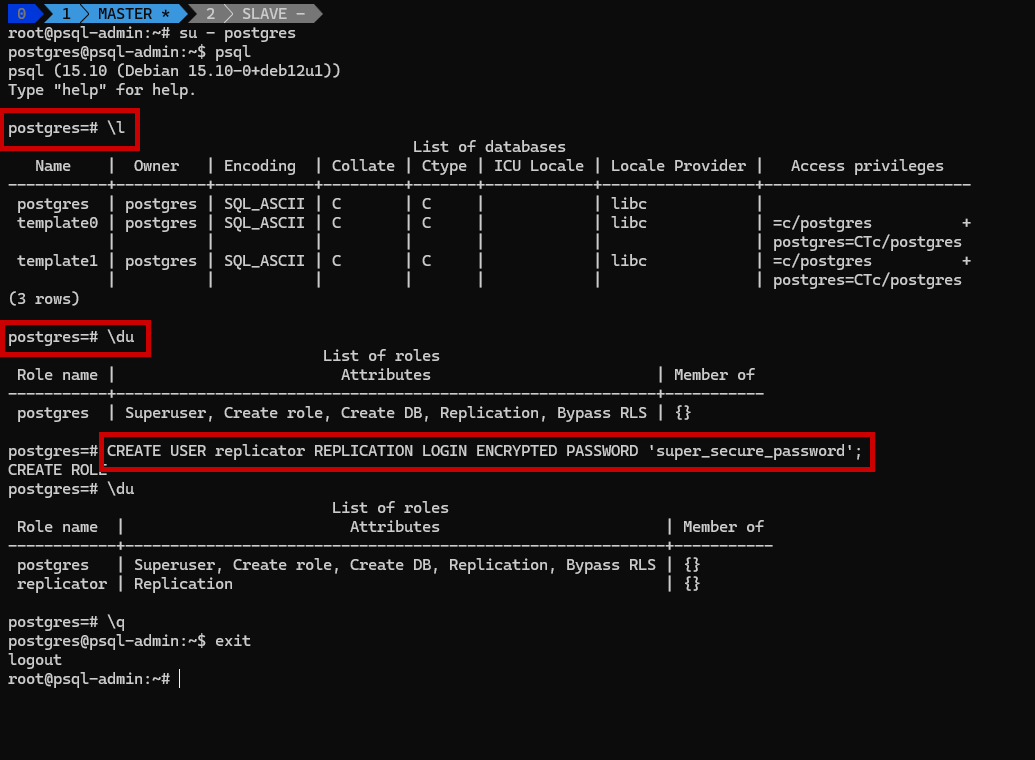 0 1 MASTER * 2 SLAVE -
root@psql-admin:~# su - postgres
postgres@psql-admin:~$ psql
psql (15.10 (Debian 15.10-0+deb12u1))
Type "help" for help.

postgres=# \l
                                             List of databases
   Name    |  Owner   | Encoding  | Collate | Ctype | ICU Locale | Locale Provider |   Access privileges
-----------+----------+-----------+---------+-------+------------+-----------------+-----------------------
 postgres  | postgres | SQL_ASCII | C       | C     |            | libc            |
 template0 | postgres | SQL_ASCII | C       | C     |            | libc            | =c/postgres          +
           |          |           |         |       |            |                 | postgres=CTc/postgres
 template1 | postgres | SQL_ASCII | C       | C     |            | libc            | =c/postgres          +
           |          |           |         |       |            |                 | postgres=CTc/postgres
(3 rows)

postgres=# \du
                                   List of roles
 Role name |                         Attributes                         | Member of
-----------+------------------------------------------------------------+-----------
 postgres  | Superuser, Create role, Create DB, Replication, Bypass RLS | {}

postgres=# CREATE USER replicator REPLICATION LOGIN ENCRYPTED PASSWORD 'super_secure_password';
CREATE ROLE
postgres=# \du
                                    List of roles
 Role name  |                         Attributes                         | Member of
------------+------------------------------------------------------------+-----------
 postgres   | Superuser, Create role, Create DB, Replication, Bypass RLS | {}
 replicator | Replication                                                | {}

postgres=# \q
postgres@psql-admin:~$ exit
logout
root@psql-admin:~#